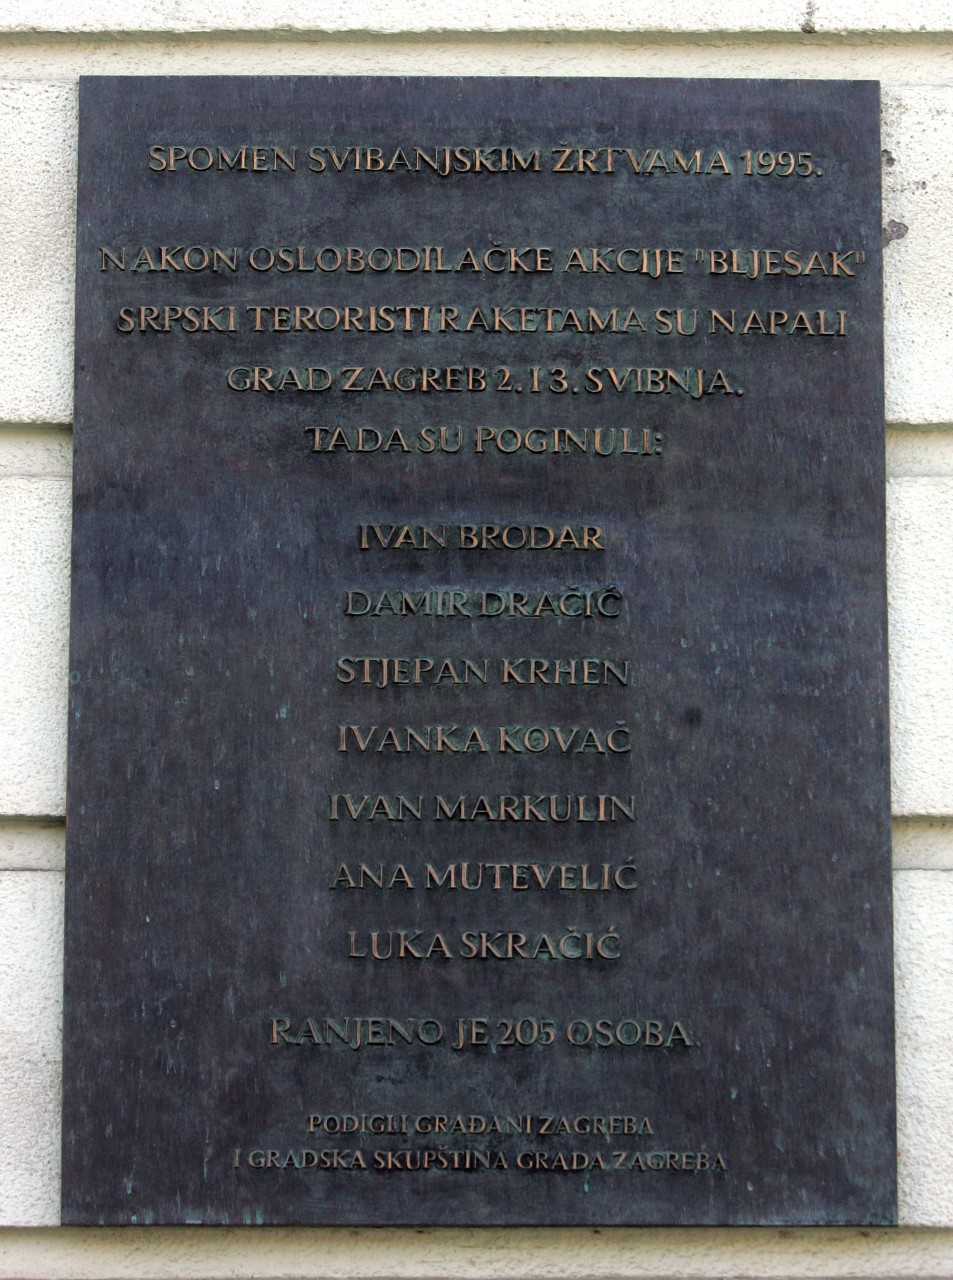 SPOMEN SVIBANJSKIM ŽRTVAMA 1995.
NAKON OSLOBODILAČKE AKCIJE "BLJESAK"
SRPSKI TERORISTI RAKETAMA SU NAPALI
GRAD ZAGREB 2. I 3. SVIBNJA.
TADA SU POGINULI:
IVAN BRODAR
DAMIR DRAČIĆ
STJEPAN KRHEN
IVANKA KOVAČ
IVAN MARKULIN
ANA MUTEVELIĆ
LUKA SKRAČIĆ
RANJENO JE 205 OSOBA.
PODIGLI GRAĐANI ZAGREBA
I GRADSKA SKUPŠTINA GRADA ZAGREBA.